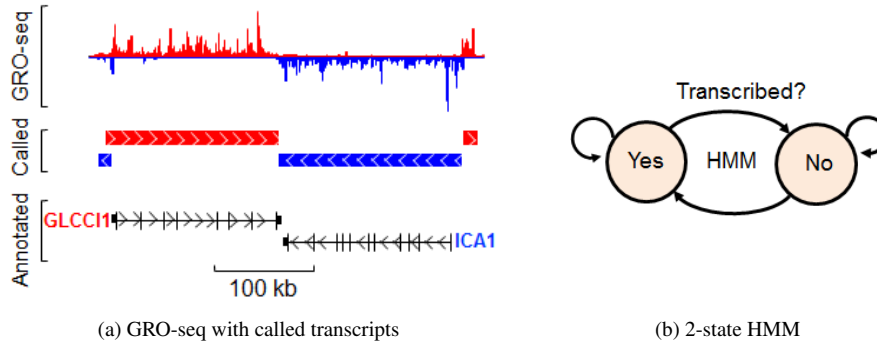 GRO-seq
Called
Annotated
GLCCI1
ICA1
100 kb
(a) GRO-seq with called transcripts
Transcribed?
Yes
HMM
No
(b) 2-state HMM